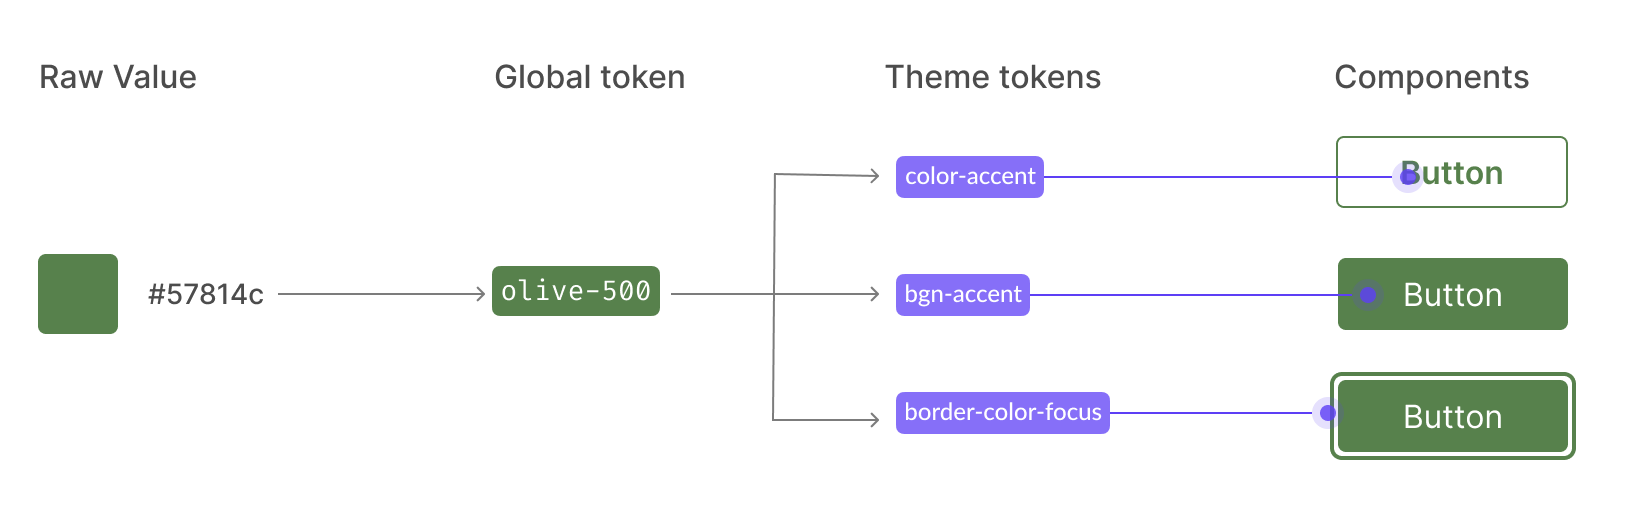 Raw Value
Global token
Theme tokens
Components
#57814c
olive-500
color-accent
Button
bgn-accent
Button
border-color-focus
Button